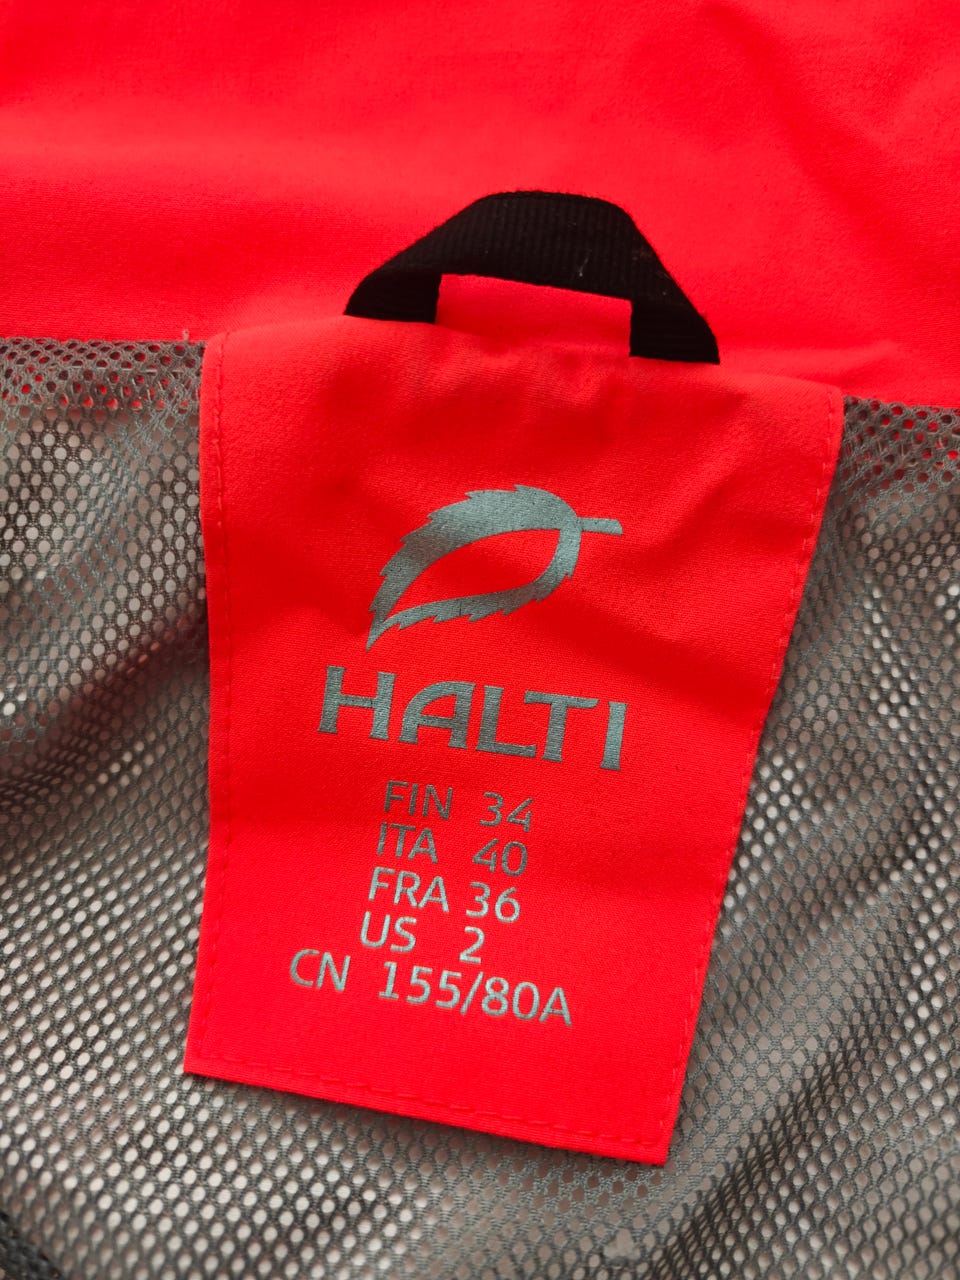 HALTI
FIN 34
ITA 40
FRA 36
US 2
CN 155/80A